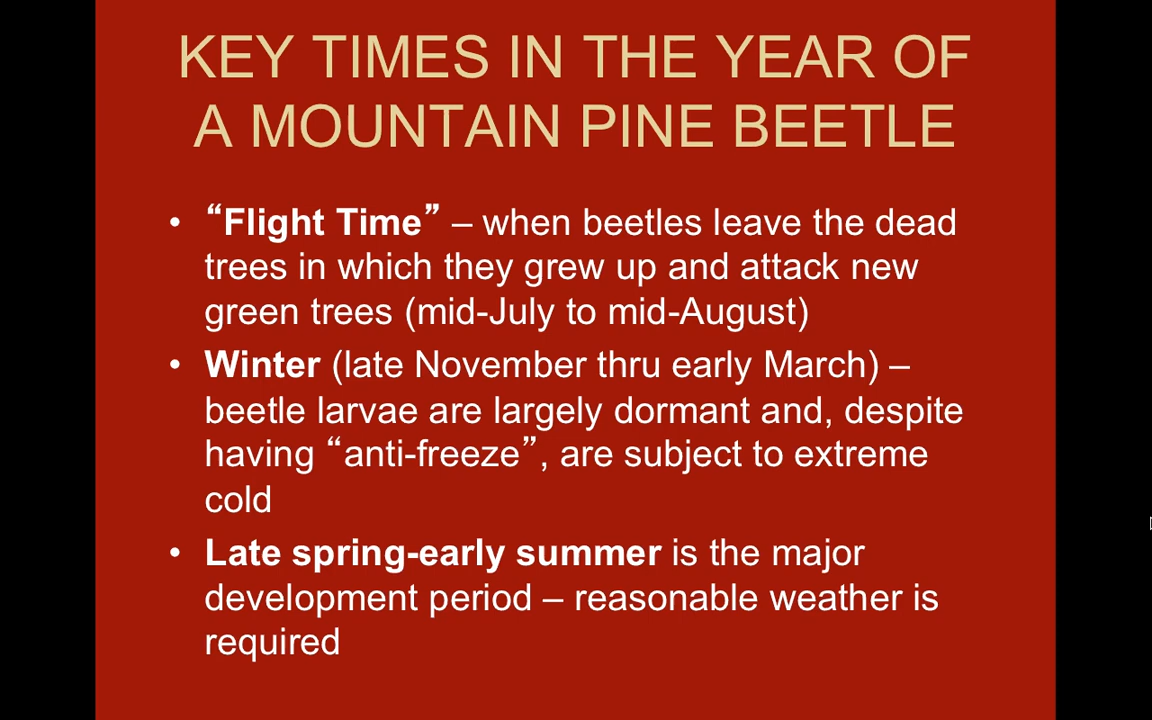 KEY TIMES IN THE YEAR OF
A MOUNTAIN PINE BEETLE
• “Flight Time” – when beetles leave the dead
trees in which they grew up and attack new
green trees (mid-July to mid-August)
• Winter (late November thru early March) –
beetle larvae are largely dormant and, despite
having “anti-freeze”, are subject to extreme
cold
• Late spring-early summer is the major
development period – reasonable weather is
required